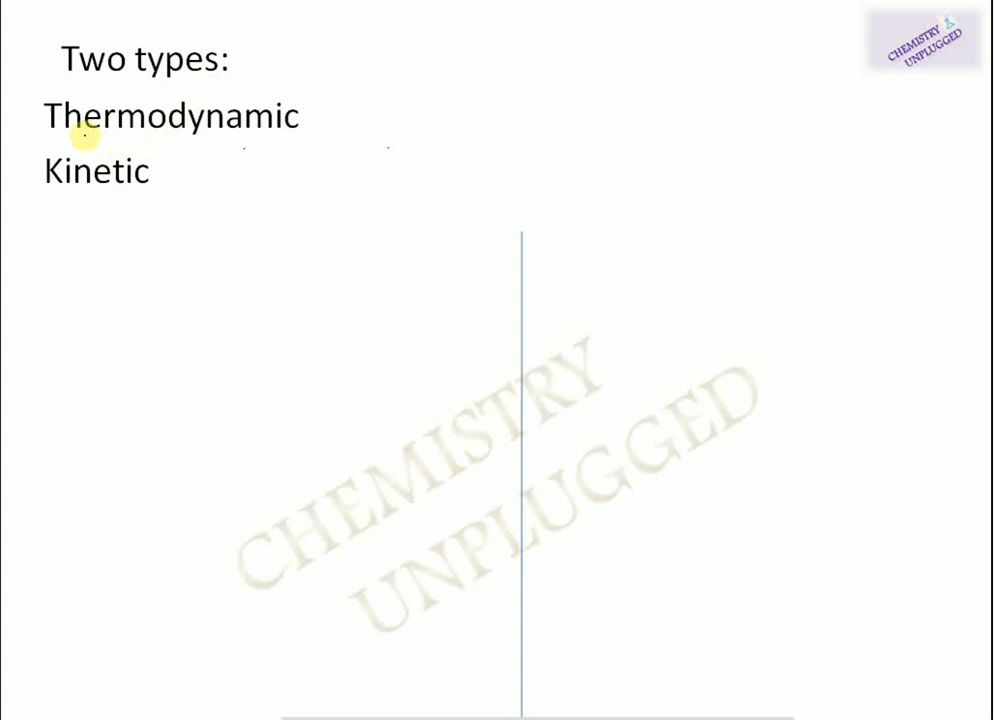 Two types:
CHEMISTRY
UNPLUGGED
Thermodynamic
Kinetic
CHEMISTRY
UNPLUGGED